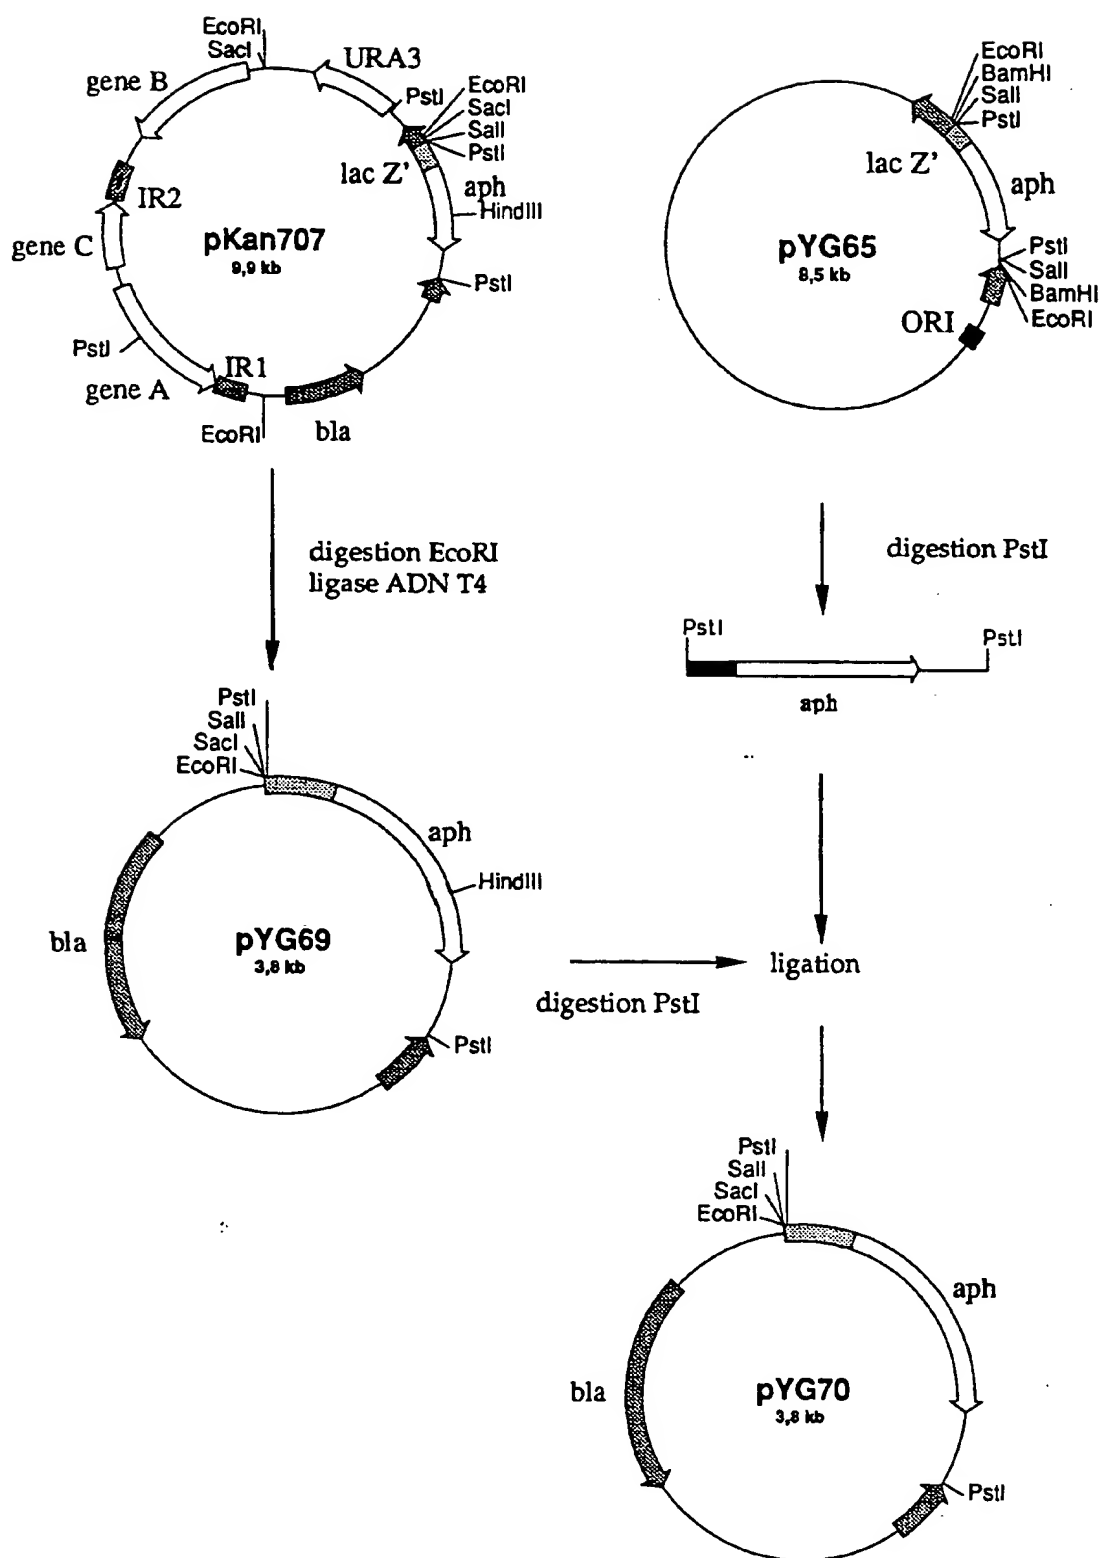 EcoRI
SacI
URA3
gene B
PstI
EcoRI
SacI
SalI
PstI
lac Z'
aph
HindIII
IR2
gene C
pKan707
9,9 kb
PstI
PstI
IR1
gene A
EcoRI
bla
EcoRI
BamHI
SalI
PstI
lac Z'
aph
pYG65
8,5 kb
PstI
SalI
BamHI
EcoRI
ORI
digestion EcoRI
ligase ADN T4
digestion PstI
PstI
PstI
aph
PstI
SalI
SacI
EcoRI
aph
HindIII
bla
pYG69
3,8 kb
PstI
digestion PstI
ligation
PstI
SalI
SacI
EcoRI
aph
bla
pYG70
3,8 kb
PstI